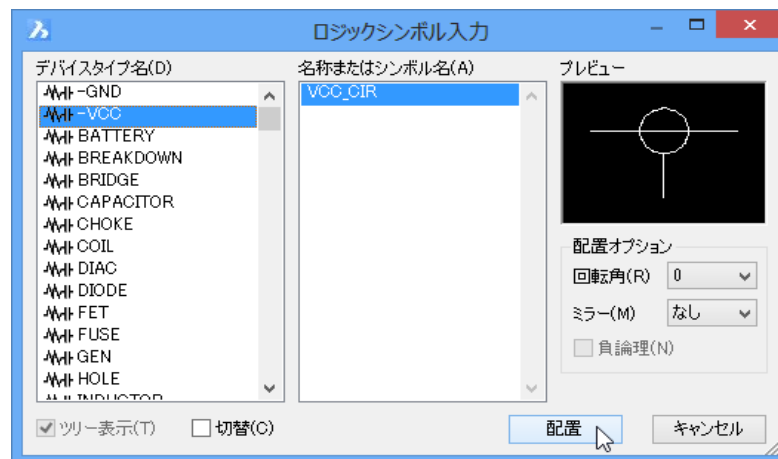 ロジックシンボル入力
デバイスタイプ名(D)
-GND
-VCC
BATTERY
BREAKDOWN
BRIDGE
CAPACITOR
CHOKE
COIL
DIAC
DIODE
FET
FUSE
GEN
HOLE
INDUCTOR
名称またはシンボル名(A)
VCC_CIR
プレビュー
配置オプション
回転角(R) 0
ミラー(M) なし
負論理(N)
ツリー表示(T) 切替(C) 配置 キャンセル